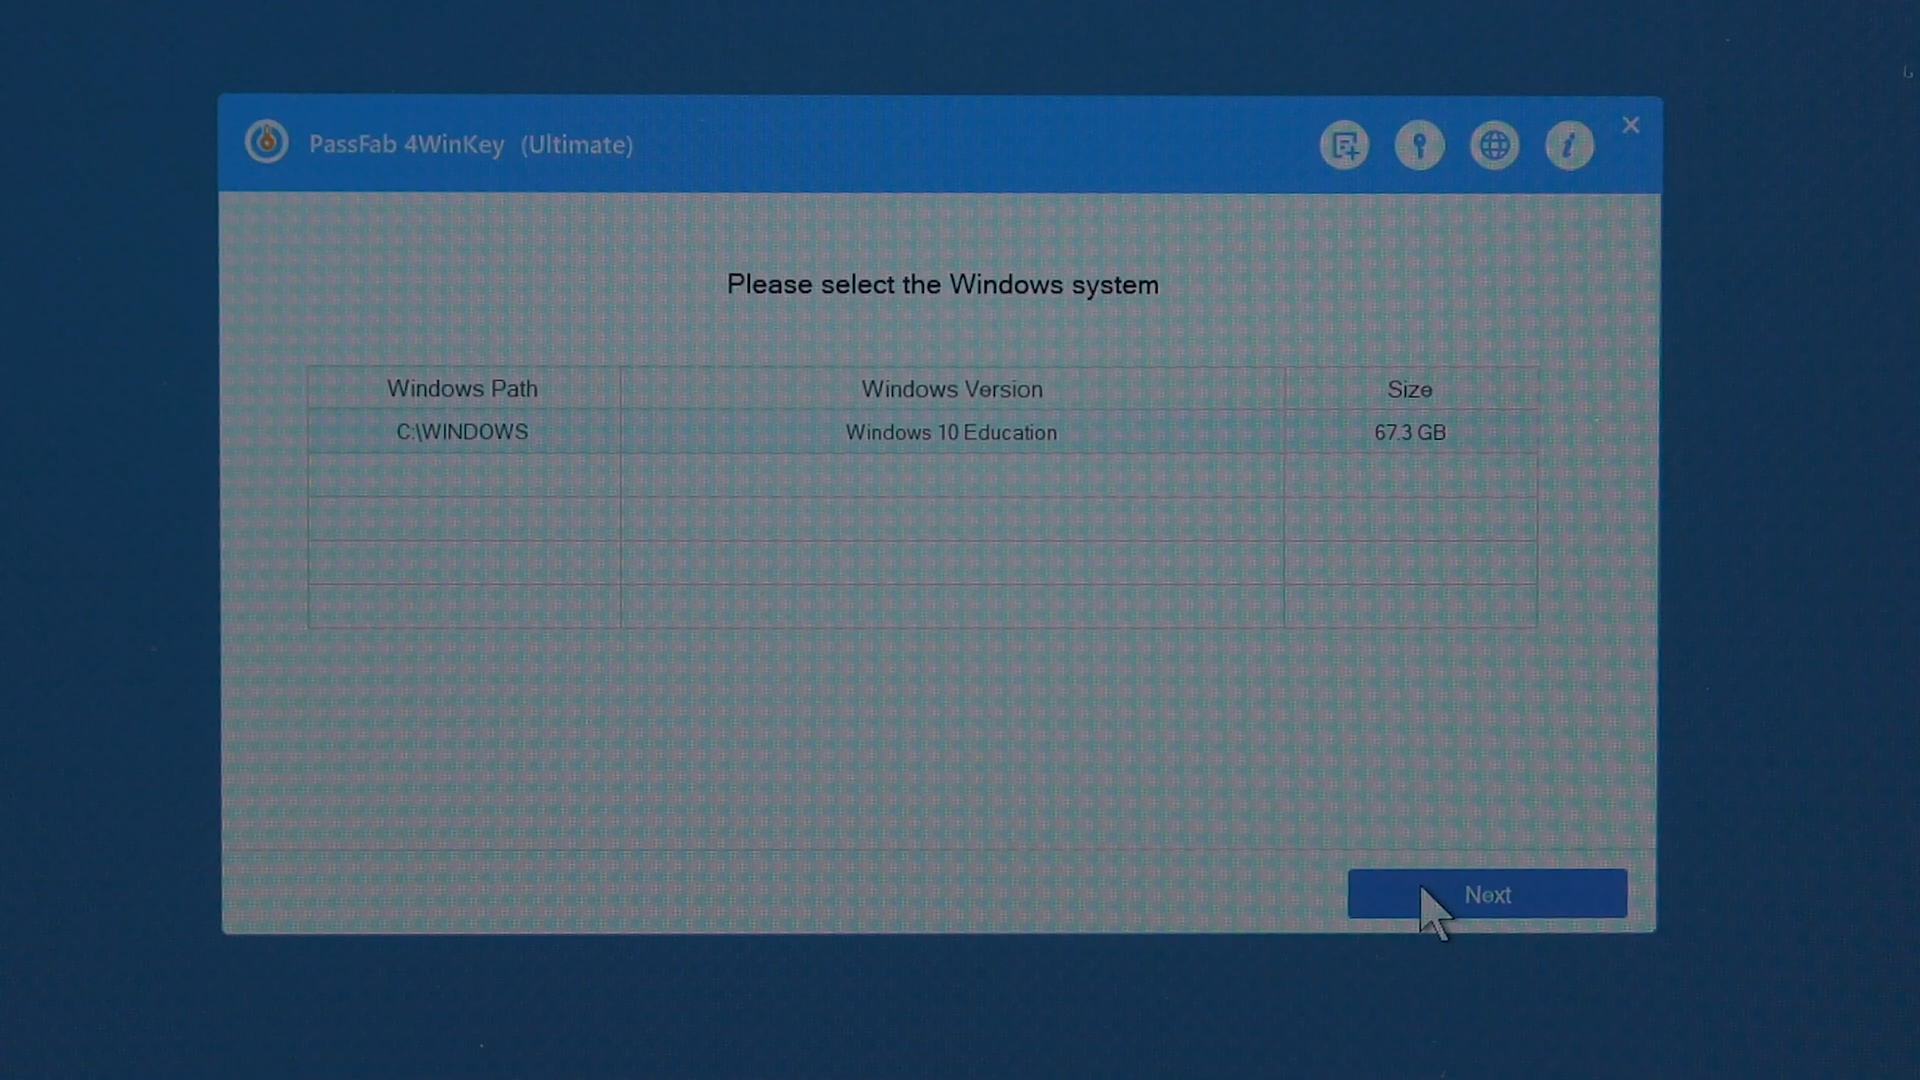 PassFab 4WinKey (Ultimate)
Please select the Windows system
Windows Path Windows Version Size
C:\WINDOWS Windows 10 Education 67.3 GB
Next